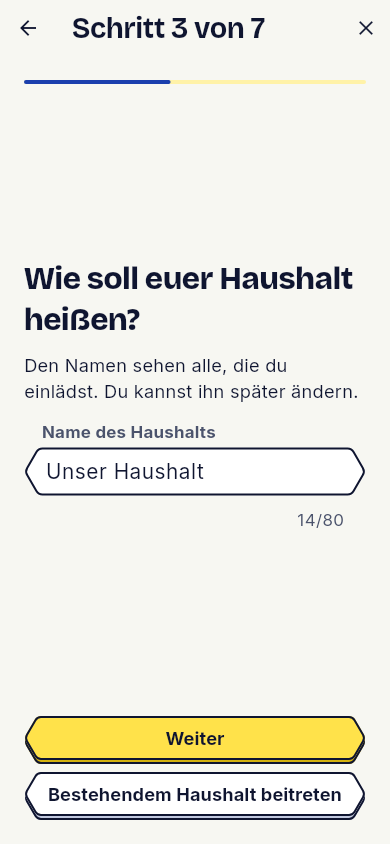 Schritt 3 von 7
Wie soll euer Haushalt
heißen?
Den Namen sehen alle, die du
einlädst. Du kannst ihn später ändern.
Name des Haushalts
Unser Haushalt
14/80
Weiter
Bestehendem Haushalt beitreten